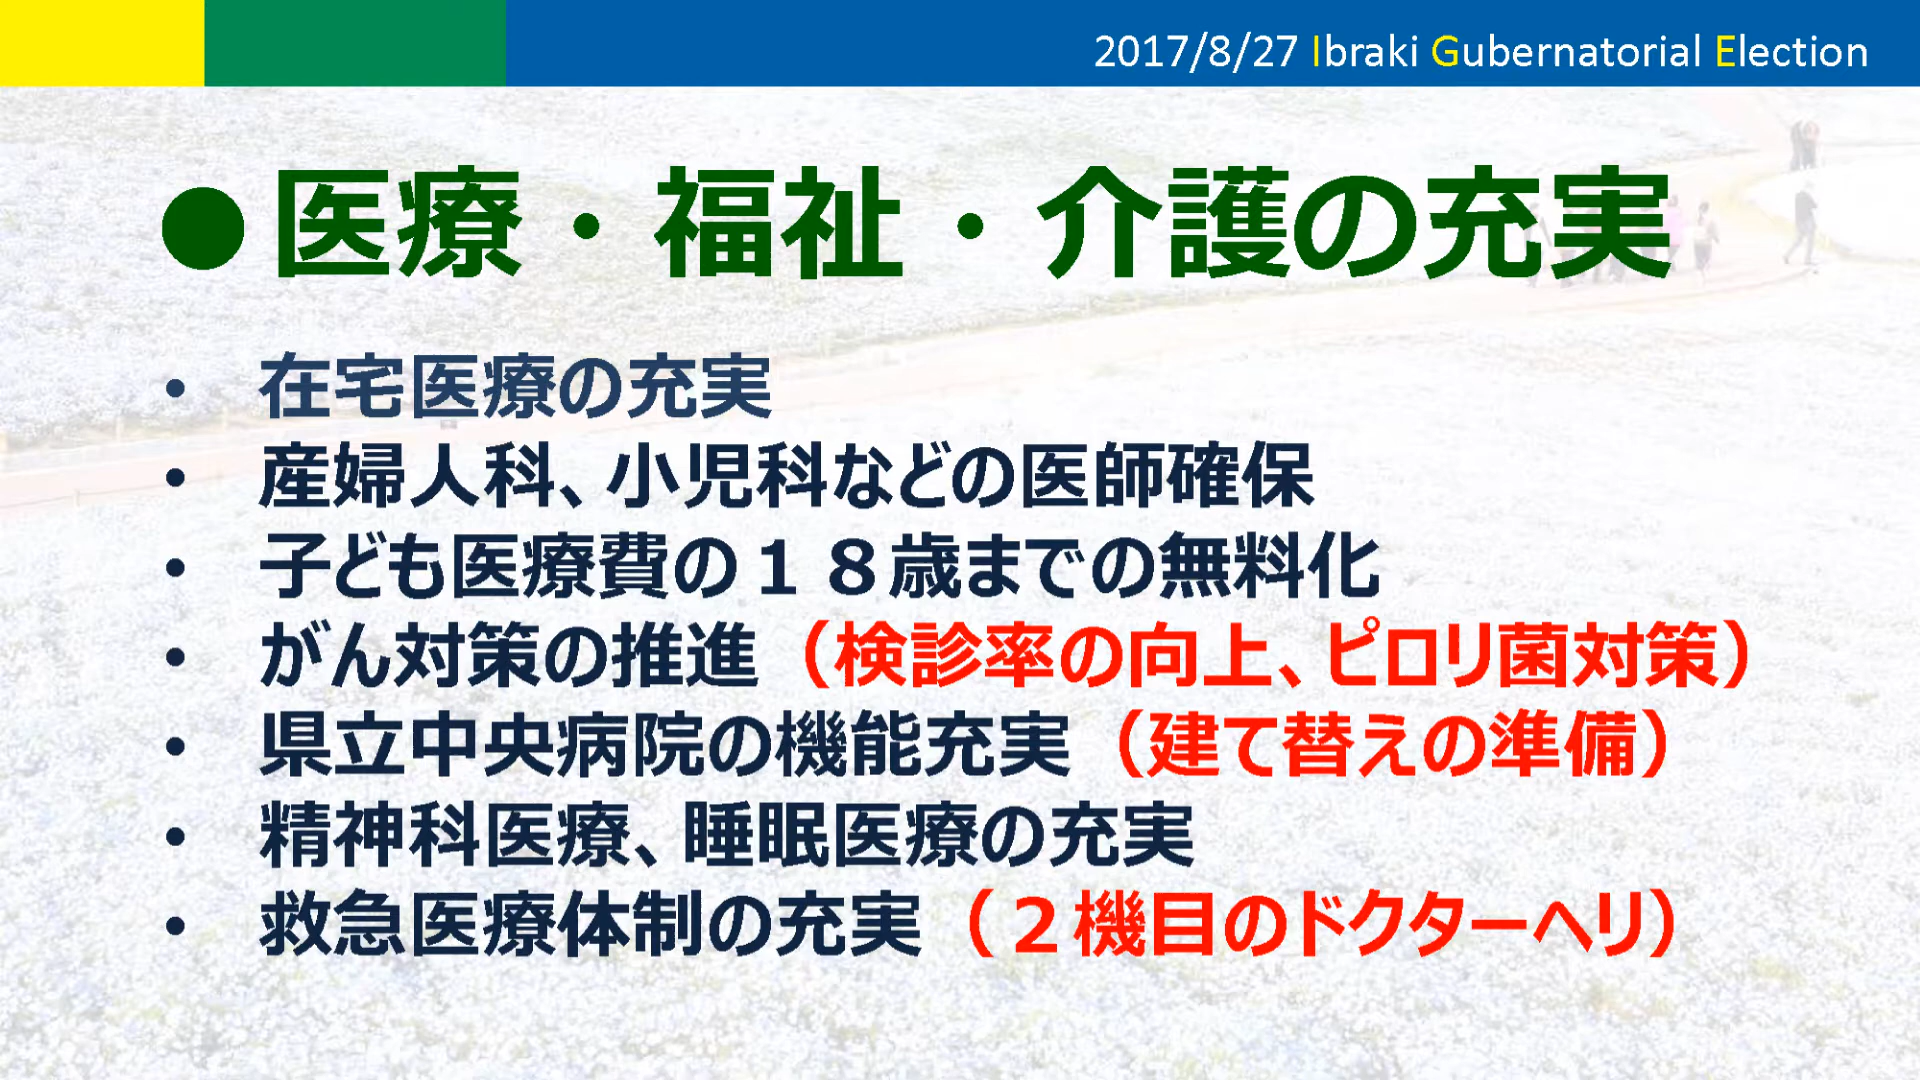 2017/8/27 Ibraki Gubernatorial Election
●医療・福祉・介護の充実
• 在宅医療の充実
• 産婦人科、小児科などの医師確保
• 子ども医療費の１８歳までの無料化
• がん対策の推進（検診率の向上、ピロリ菌対策）
• 県立中央病院の機能充実（建て替えの準備）
• 精神科医療、睡眠医療の充実
• 救急医療体制の充実（２機目のドクターヘリ）